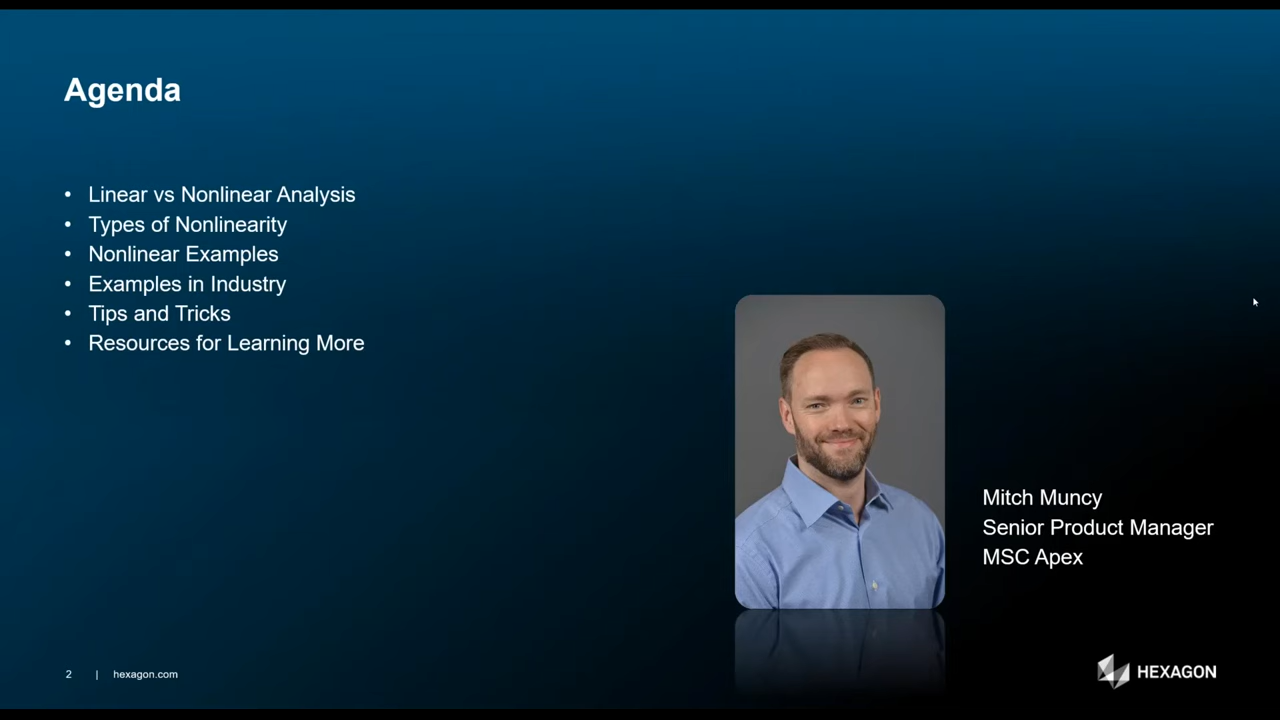 Agenda
• Linear vs Nonlinear Analysis
• Types of Nonlinearity
• Nonlinear Examples
• Examples in Industry
• Tips and Tricks
• Resources for Learning More
Mitch Muncy
Senior Product Manager
MSC Apex
2 | hexagon.com
HEXAGON